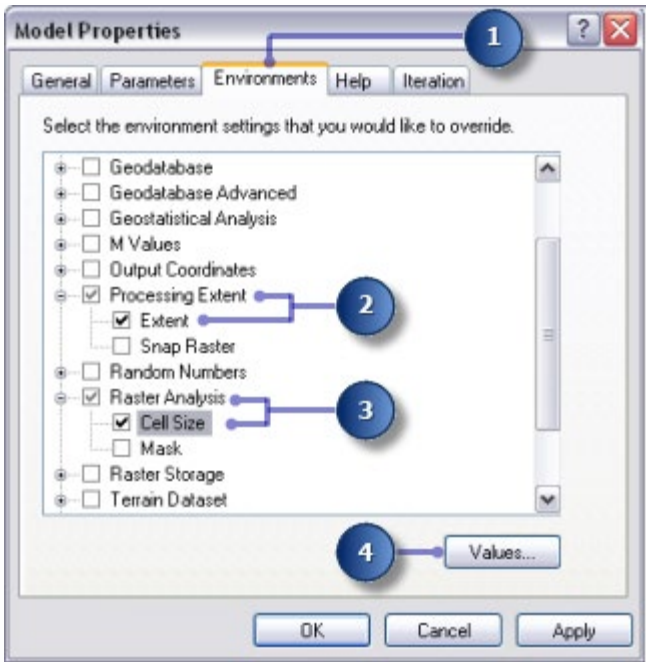 Model Properties
1
?
General Parameters Environments Help Iteration
Select the environment settings that you would like to override.
Geodatabase
Geodatabase Advanced
Geostatistical Analysis
M Values
Output Coordinates
Processing Extent
2
Extent
Snap Raster
Random Numbers
Raster Analysis
3
Cell Size
Mask
Raster Storage
Terrain Dataset
4
Values...
OK Cancel Apply